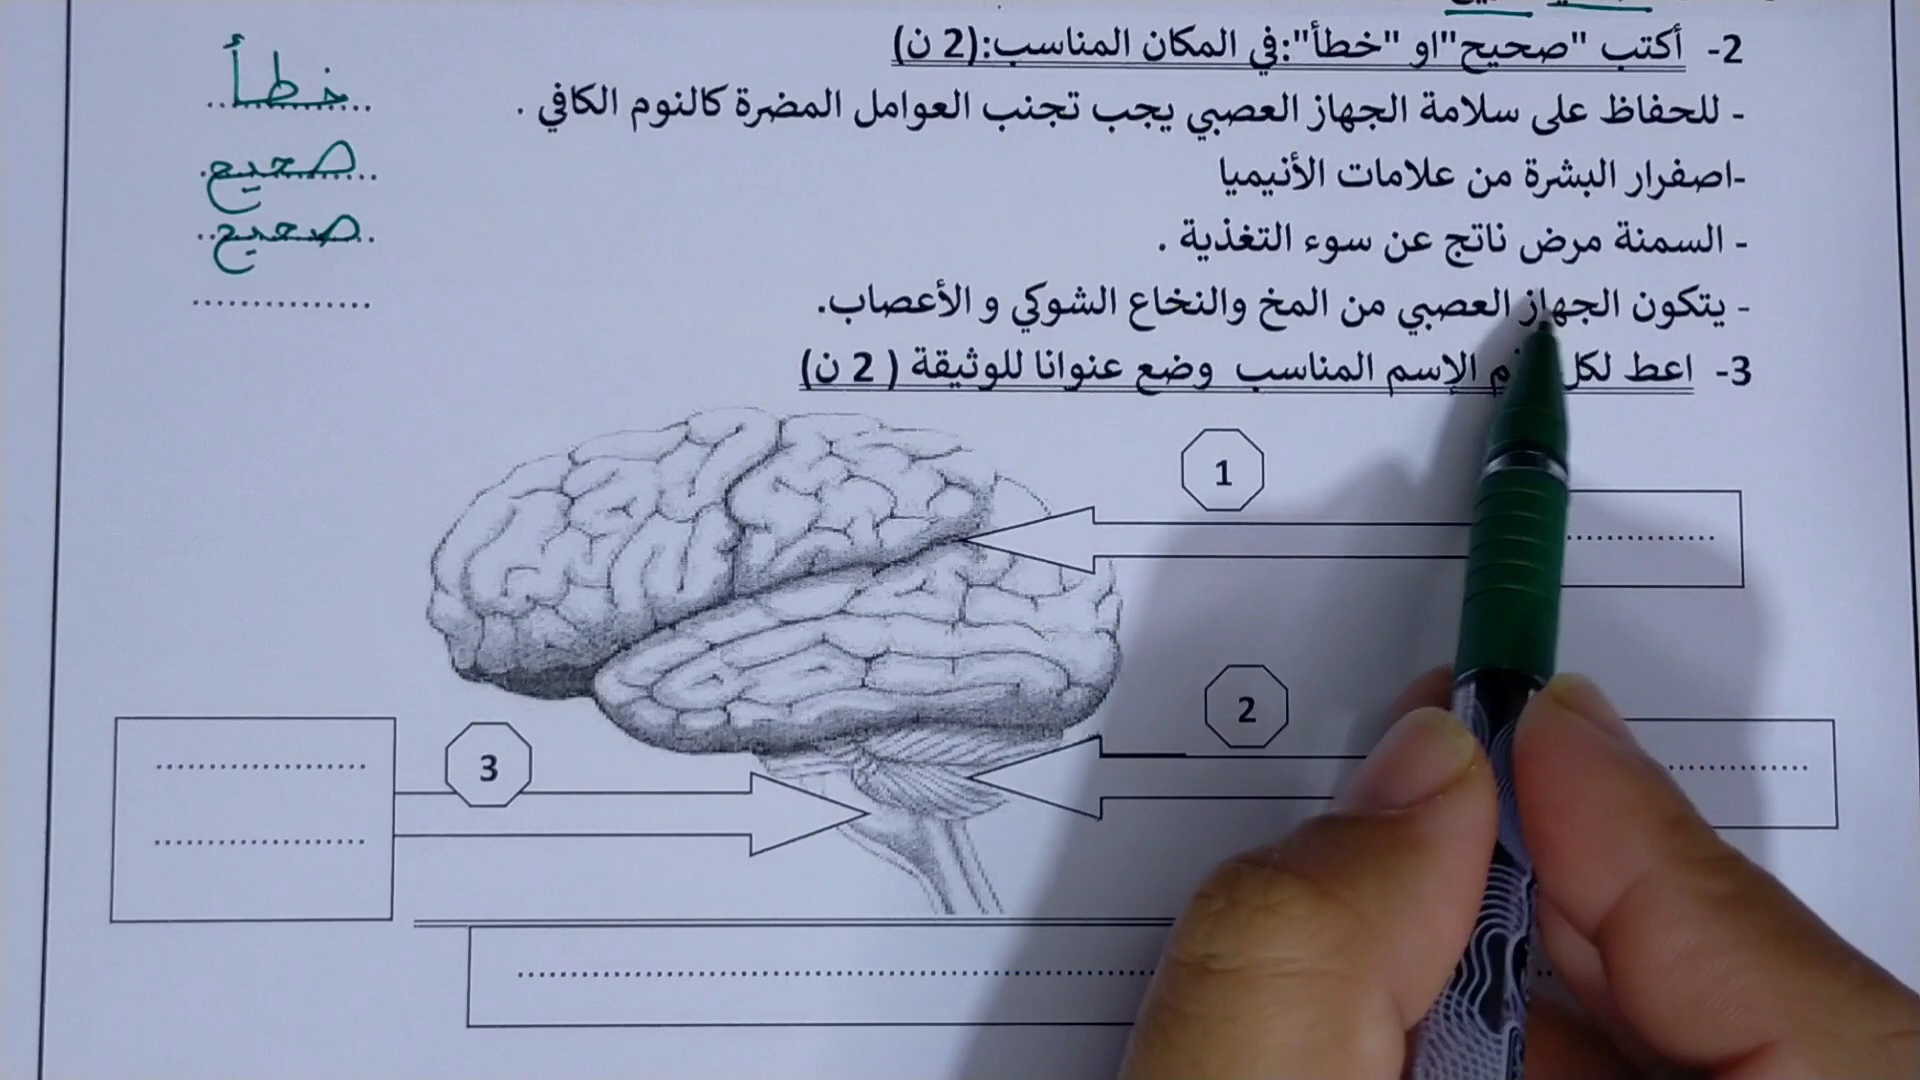 2- أكتب "صحيح"او "خطأ":في المكان المناسب:(2 ن)
- للحفاظ على سلامة الجهاز العصبي يجب تجنب العوامل المضرة كالنوم الكافي . خطأ
-اصفرار البشرة من علامات الأنيميا صحيح
- السمنة مرض ناتج عن سوء التغذية . صحيح
- يتكون الجهاز العصبي من المخ والنخاع الشوكي و الأعصاب.
3- اعط لكل الإسم المناسب وضع عنوانا للوثيقة ( 2 ن)
1
2
3